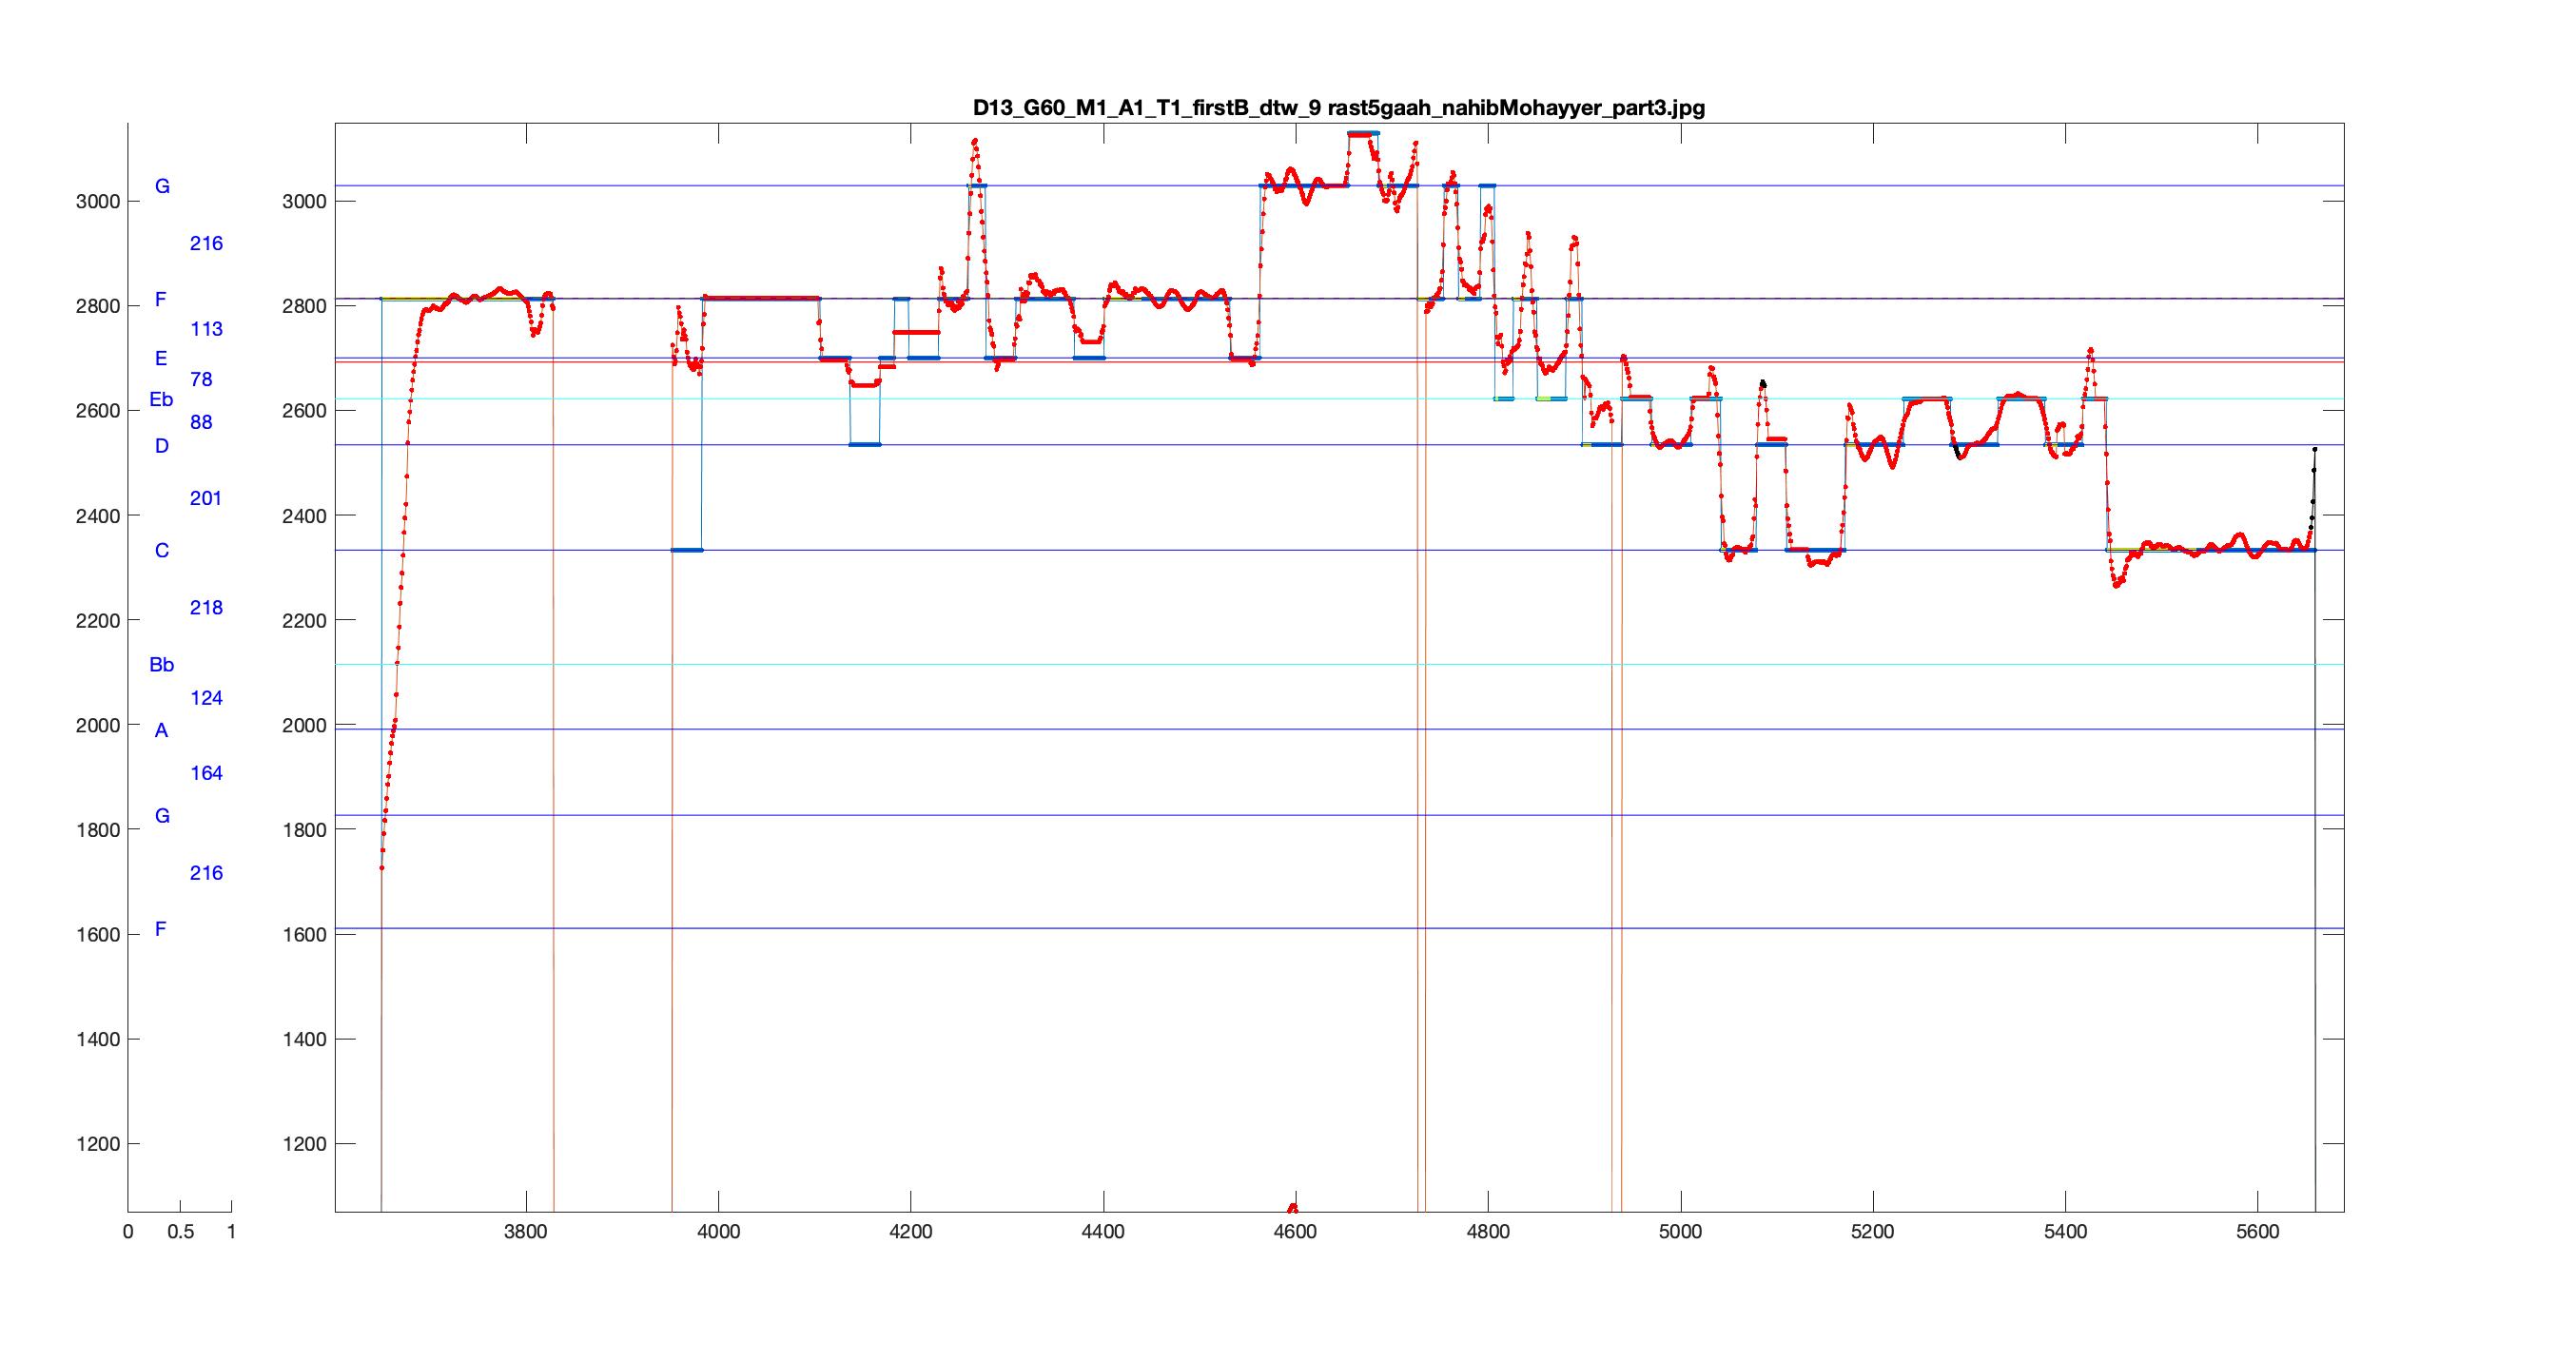 D13_G60_M1_A1_T1_firstB_dtw_9 rast5gaah_nahibMohayyer_part3.jpg
G
3000 3000
216
2800 F 2800
113
E
78
2600 Eb 2600
88
D
201
2400 2400
C
218
2200 2200
Bb
124
2000 A 2000
164
1800 G 1800
216
1600 F 1600
1400 1400
1200 1200
0 0.5 1 3800 4000 4200 4400 4600 4800 5000 5200 5400 5600